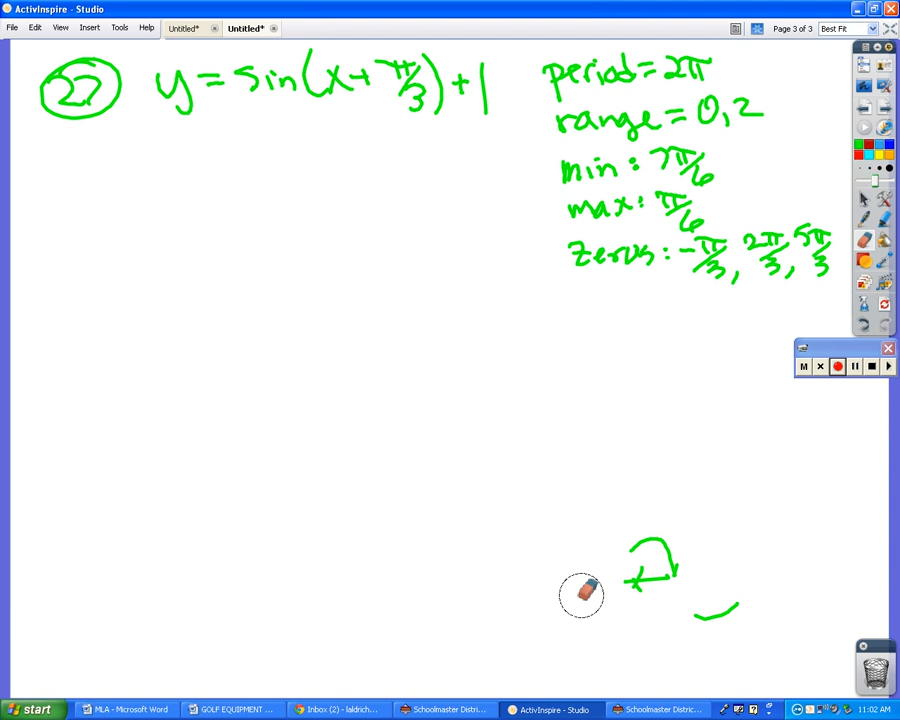 ActivInspire - Studio
File Edit View Insert Tools Help Untitled* Untitled* Page 3 of 3 Best Fit
27 y = sin(x + π/3) + 1
period = 2π
range = 0, 2
min: 7π/6
max: π/6
zeros: -π/3, 2π/3, 5π/3
M
start MLA - Microsoft Word GOLF EQUIPMENT ... Inbox (2) - laldrich... Schoolmaster Distri... ActivInspire - Studio Schoolmaster Distric... 11:02 AM